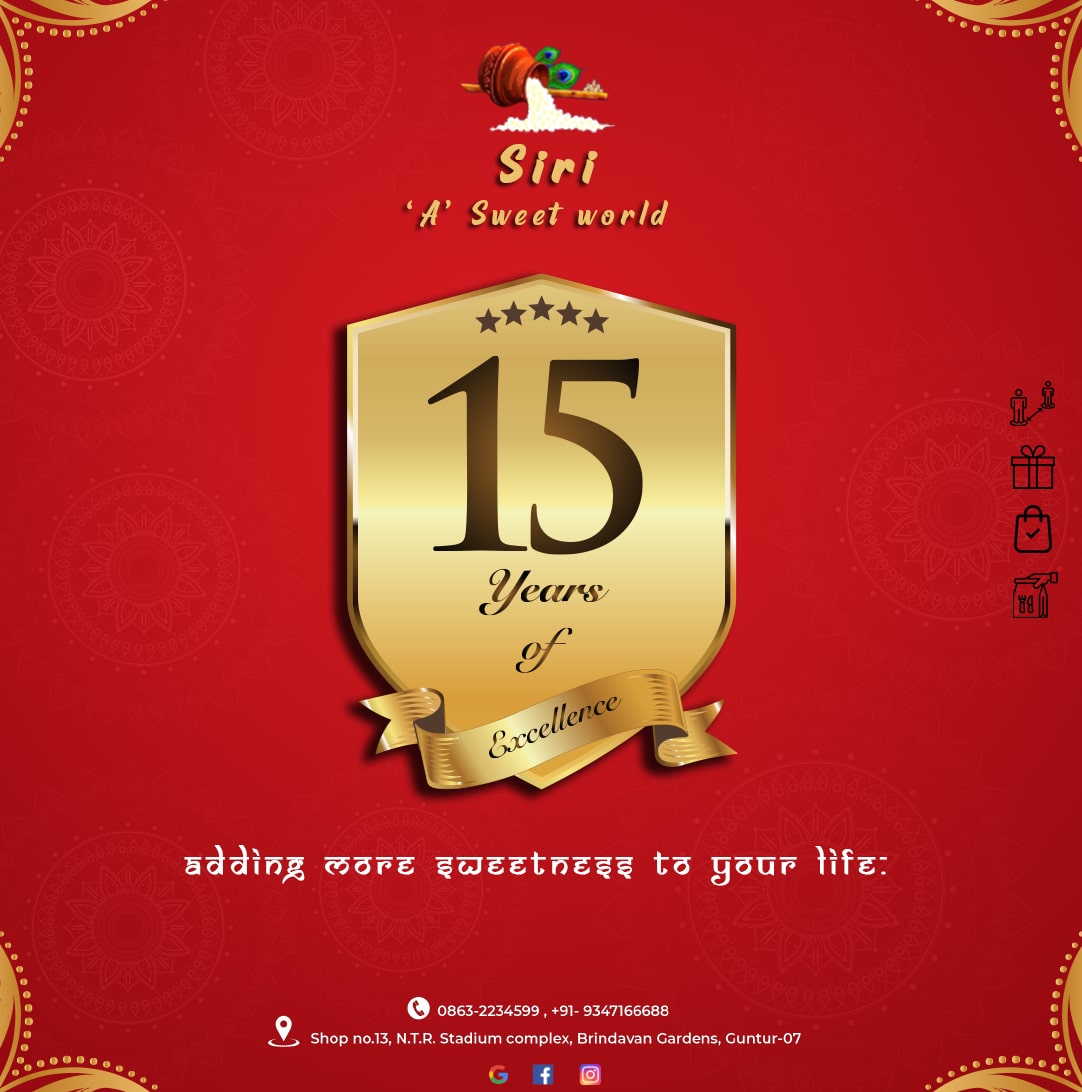 Siri
‘A’ Sweet world
15
Years
of
Excellence
adding more sweetness to your life:
0863-2234599 , +91- 9347166688
Shop no.13, N.T.R. Stadium complex, Brindavan Gardens, Guntur-07